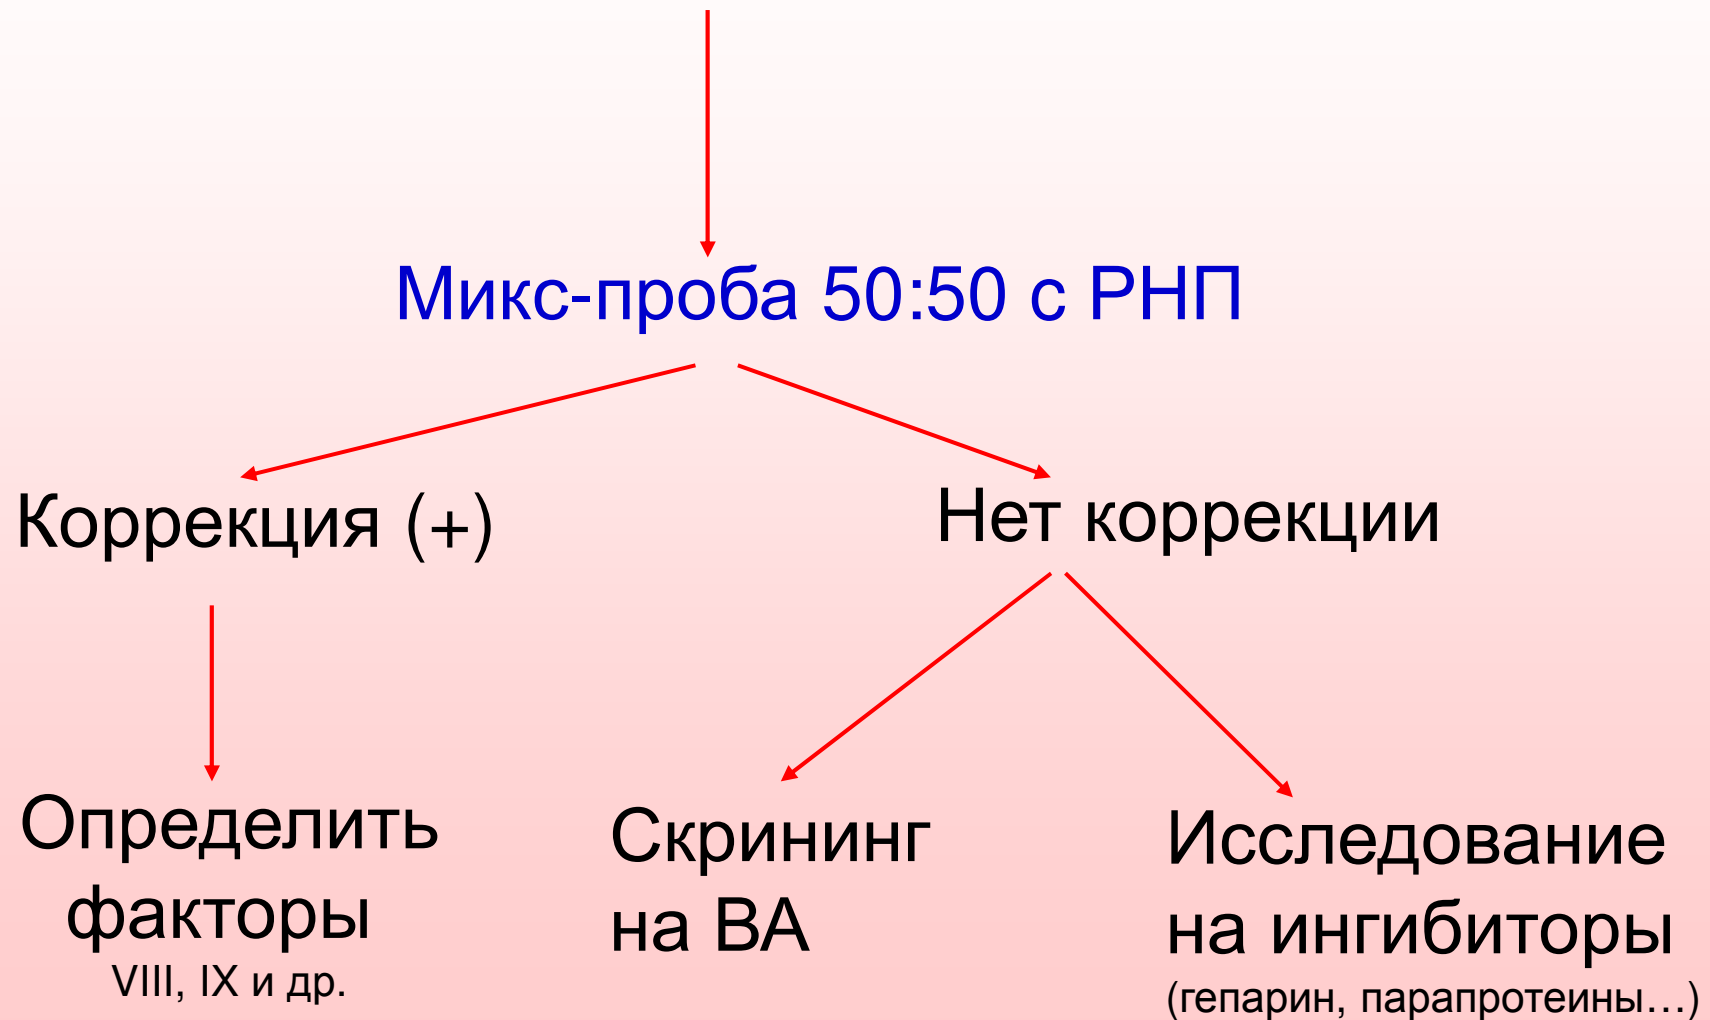 Микс-проба 50:50 с РНП
Коррекция (+)
Нет коррекции
Определить
факторы
VIII, IX и др.
Скрининг
на ВА
Исследование
на ингибиторы
(гепарин, парапротеины…)